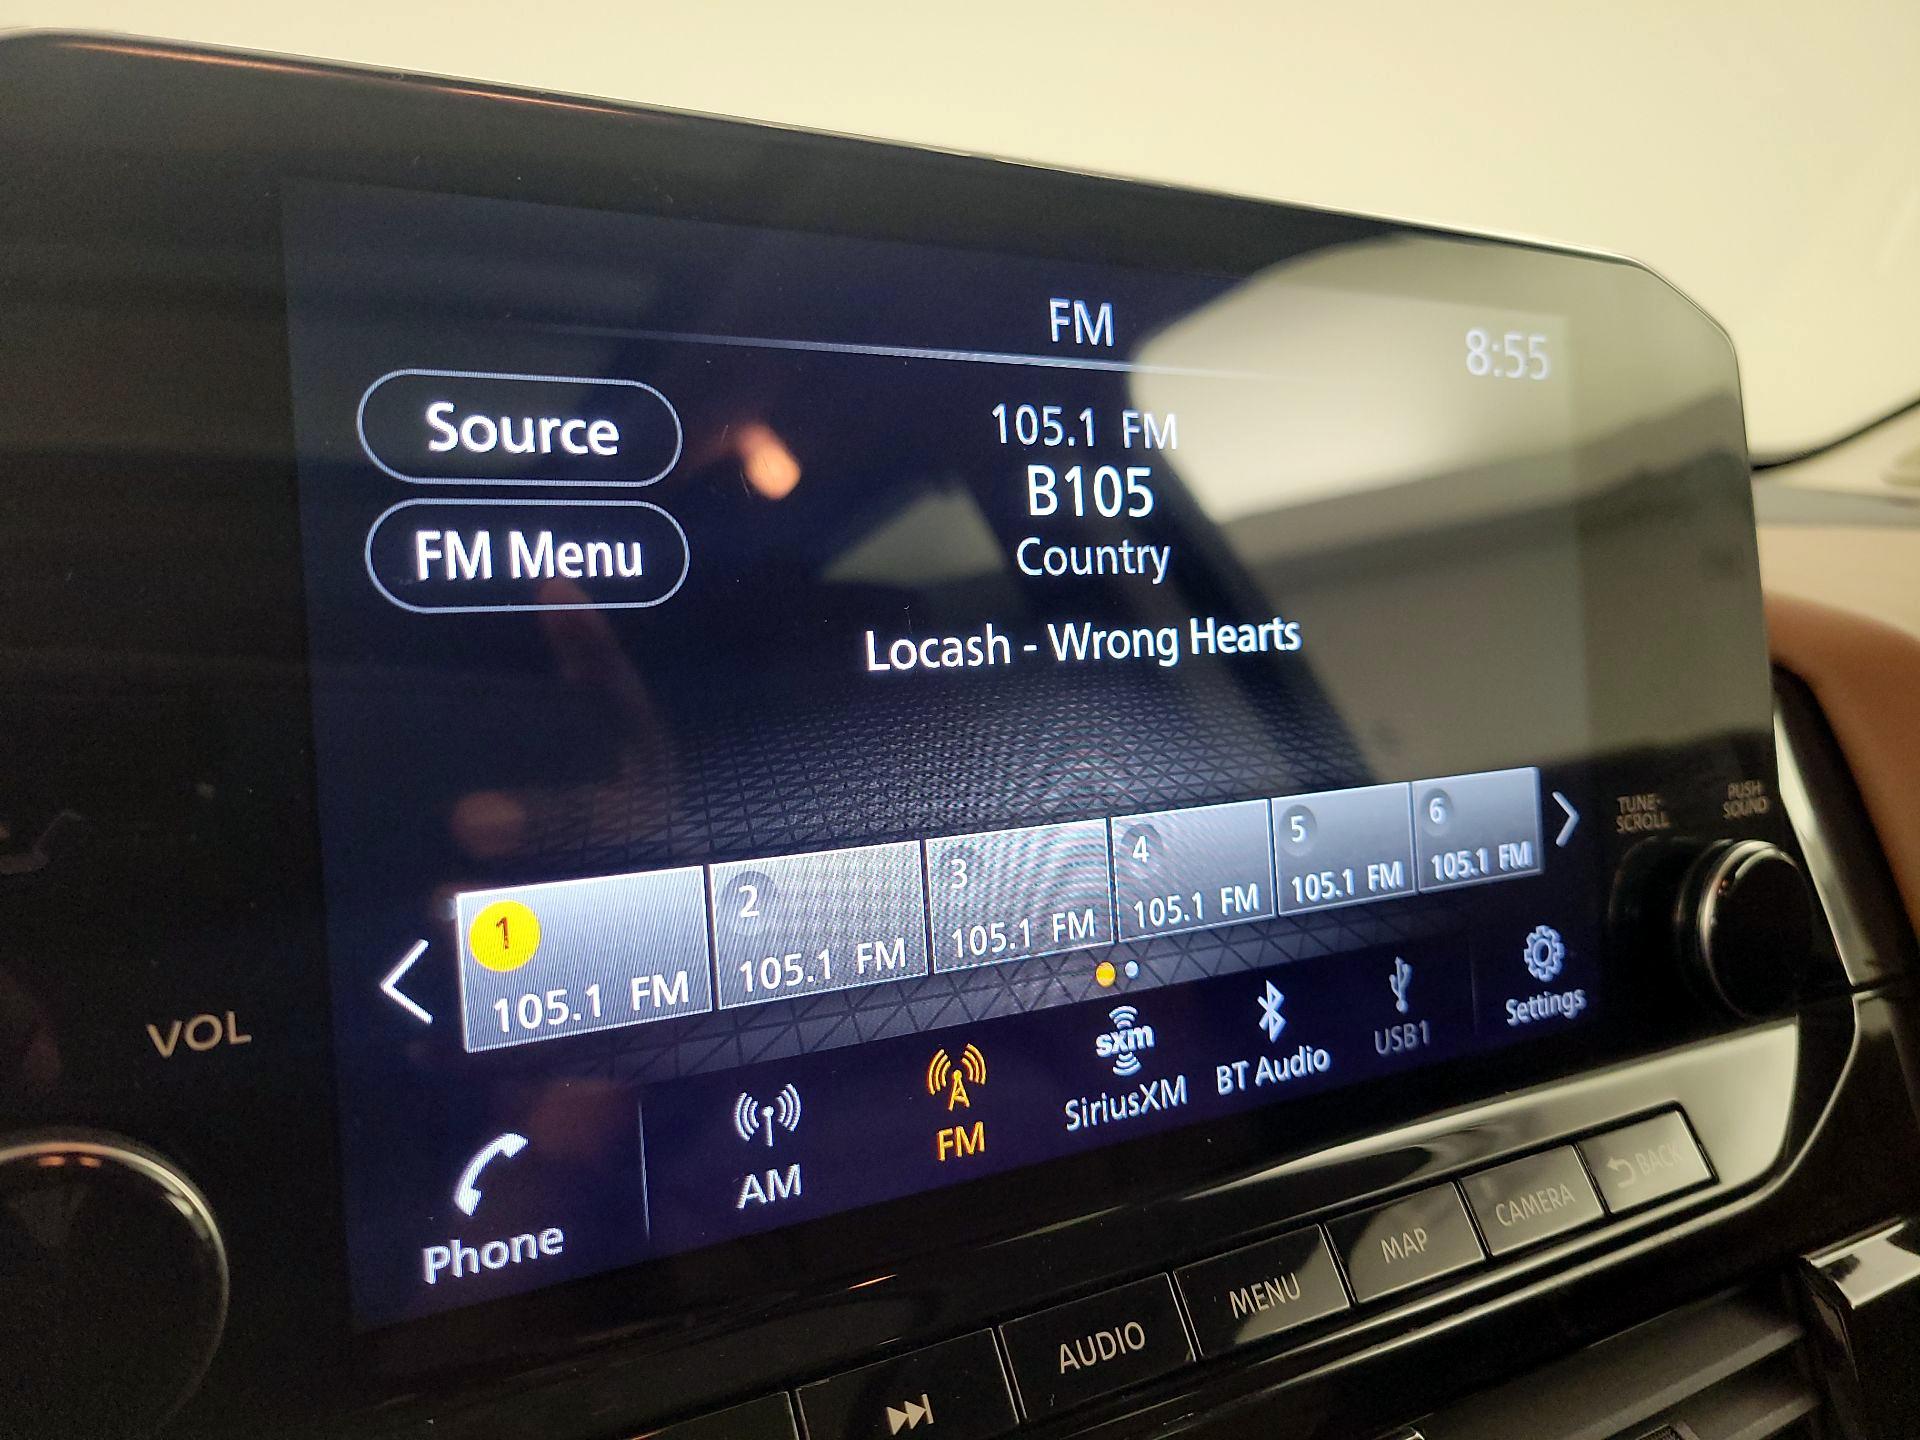 FM
8:55
Source
105.1 FM
B105
FM Menu
Country
Locash - Wrong Hearts
1
105.1 FM
2
105.1 FM
3
105.1 FM
4
105.1 FM
5
105.1 FM
6
105.1 FM
TUNE·
SCROLL
PUSH
SOUND
VOL
Phone
AM
FM
sxm
SiriusXM
BT Audio
USB1
Settings
AUDIO
MENU
MAP
CAMERA
BACK